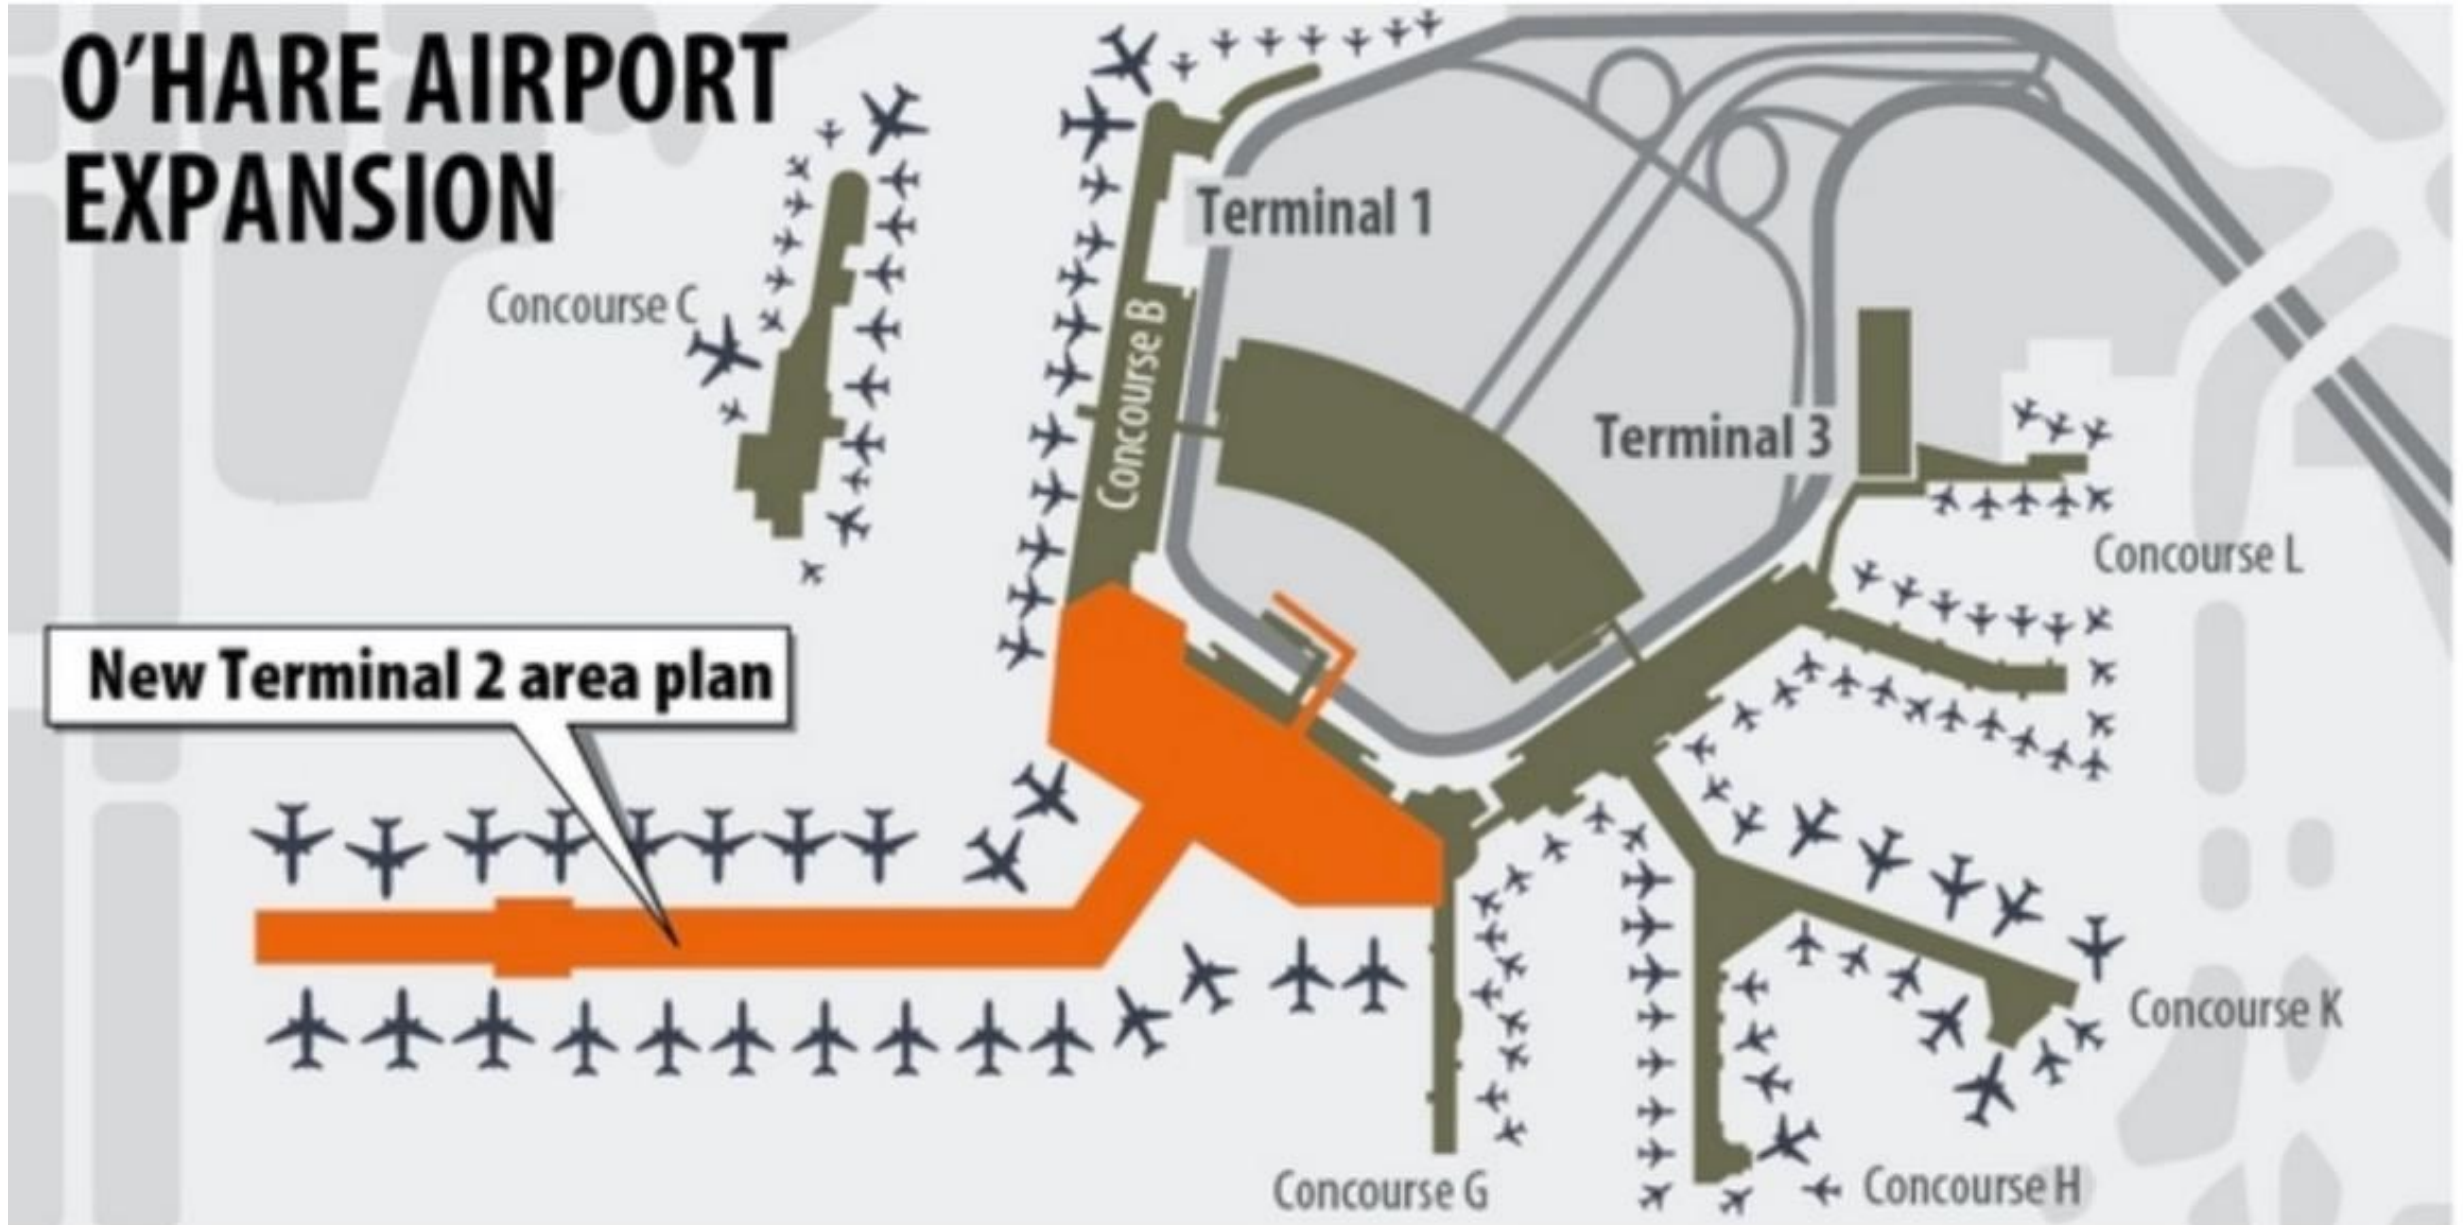 O'HARE AIRPORT
EXPANSION
Terminal 1
Concourse C
Concourse B
Terminal 3
Concourse L
New Terminal 2 area plan
Concourse K
Concourse G
Concourse H